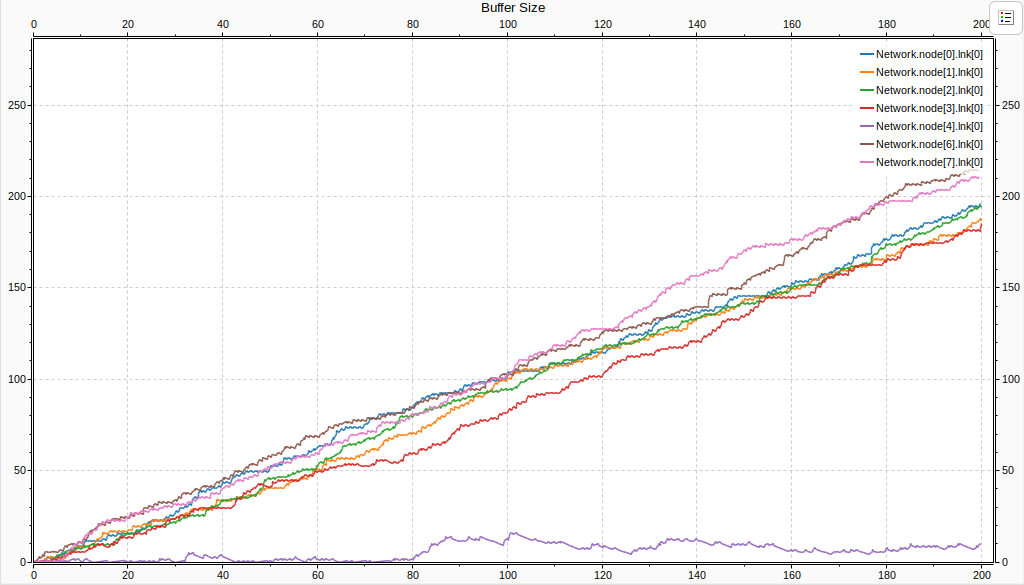 Buffer Size
0 20 40 60 80 100 120 140 160 180 200
Network.node[0].lnk[0]
Network.node[1].lnk[0]
Network.node[2].lnk[0]
Network.node[3].lnk[0]
Network.node[4].lnk[0]
Network.node[6].lnk[0]
Network.node[7].lnk[0]
250 250
200 200
150 150
100 100
50 50
0 0
0 20 40 60 80 100 120 140 160 180 200